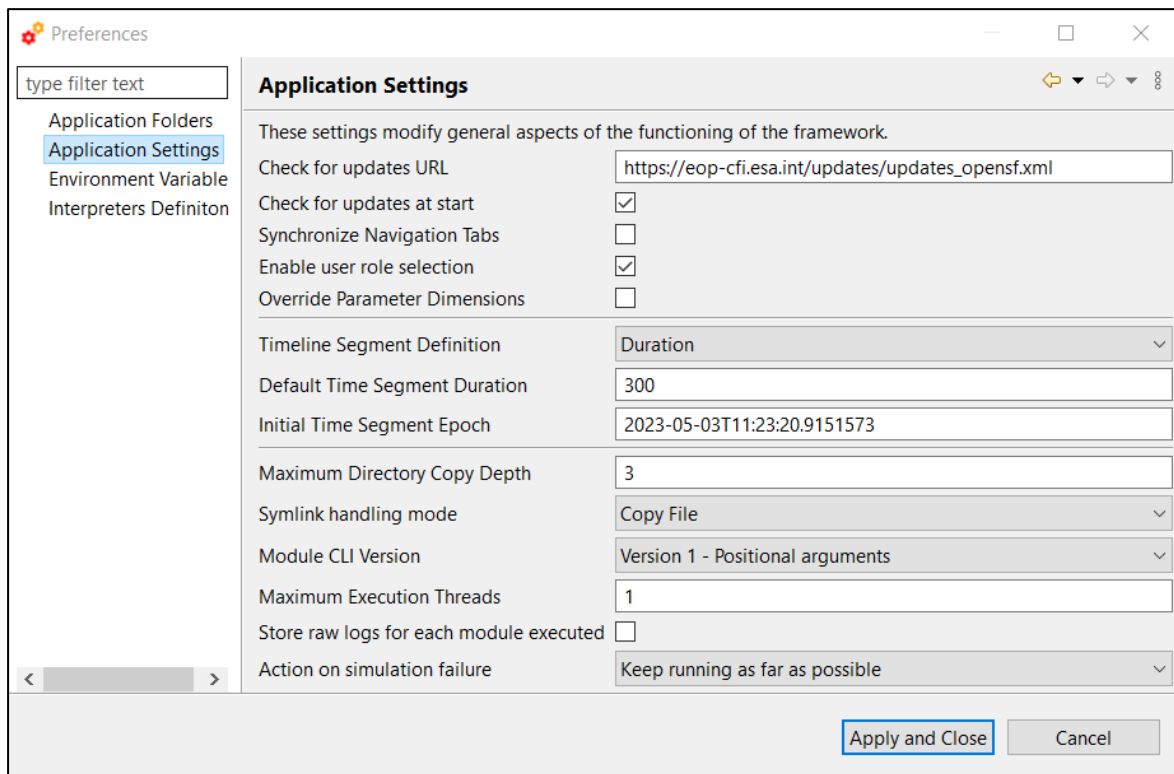 Preferences
type filter text
Application Folders
Application Settings
Environment Variable
Interpreters Definiton
Application Settings
These settings modify general aspects of the functioning of the framework.
Check for updates URL https://eop-cfi.esa.int/updates/updates_opensf.xml
Check for updates at start
Synchronize Navigation Tabs
Enable user role selection
Override Parameter Dimensions
Timeline Segment Definition Duration
Default Time Segment Duration 300
Initial Time Segment Epoch 2023-05-03T11:23:20.9151573
Maximum Directory Copy Depth 3
Symlink handling mode Copy File
Module CLI Version Version 1 - Positional arguments
Maximum Execution Threads 1
Store raw logs for each module executed
Action on simulation failure Keep running as far as possible
Apply and Close Cancel